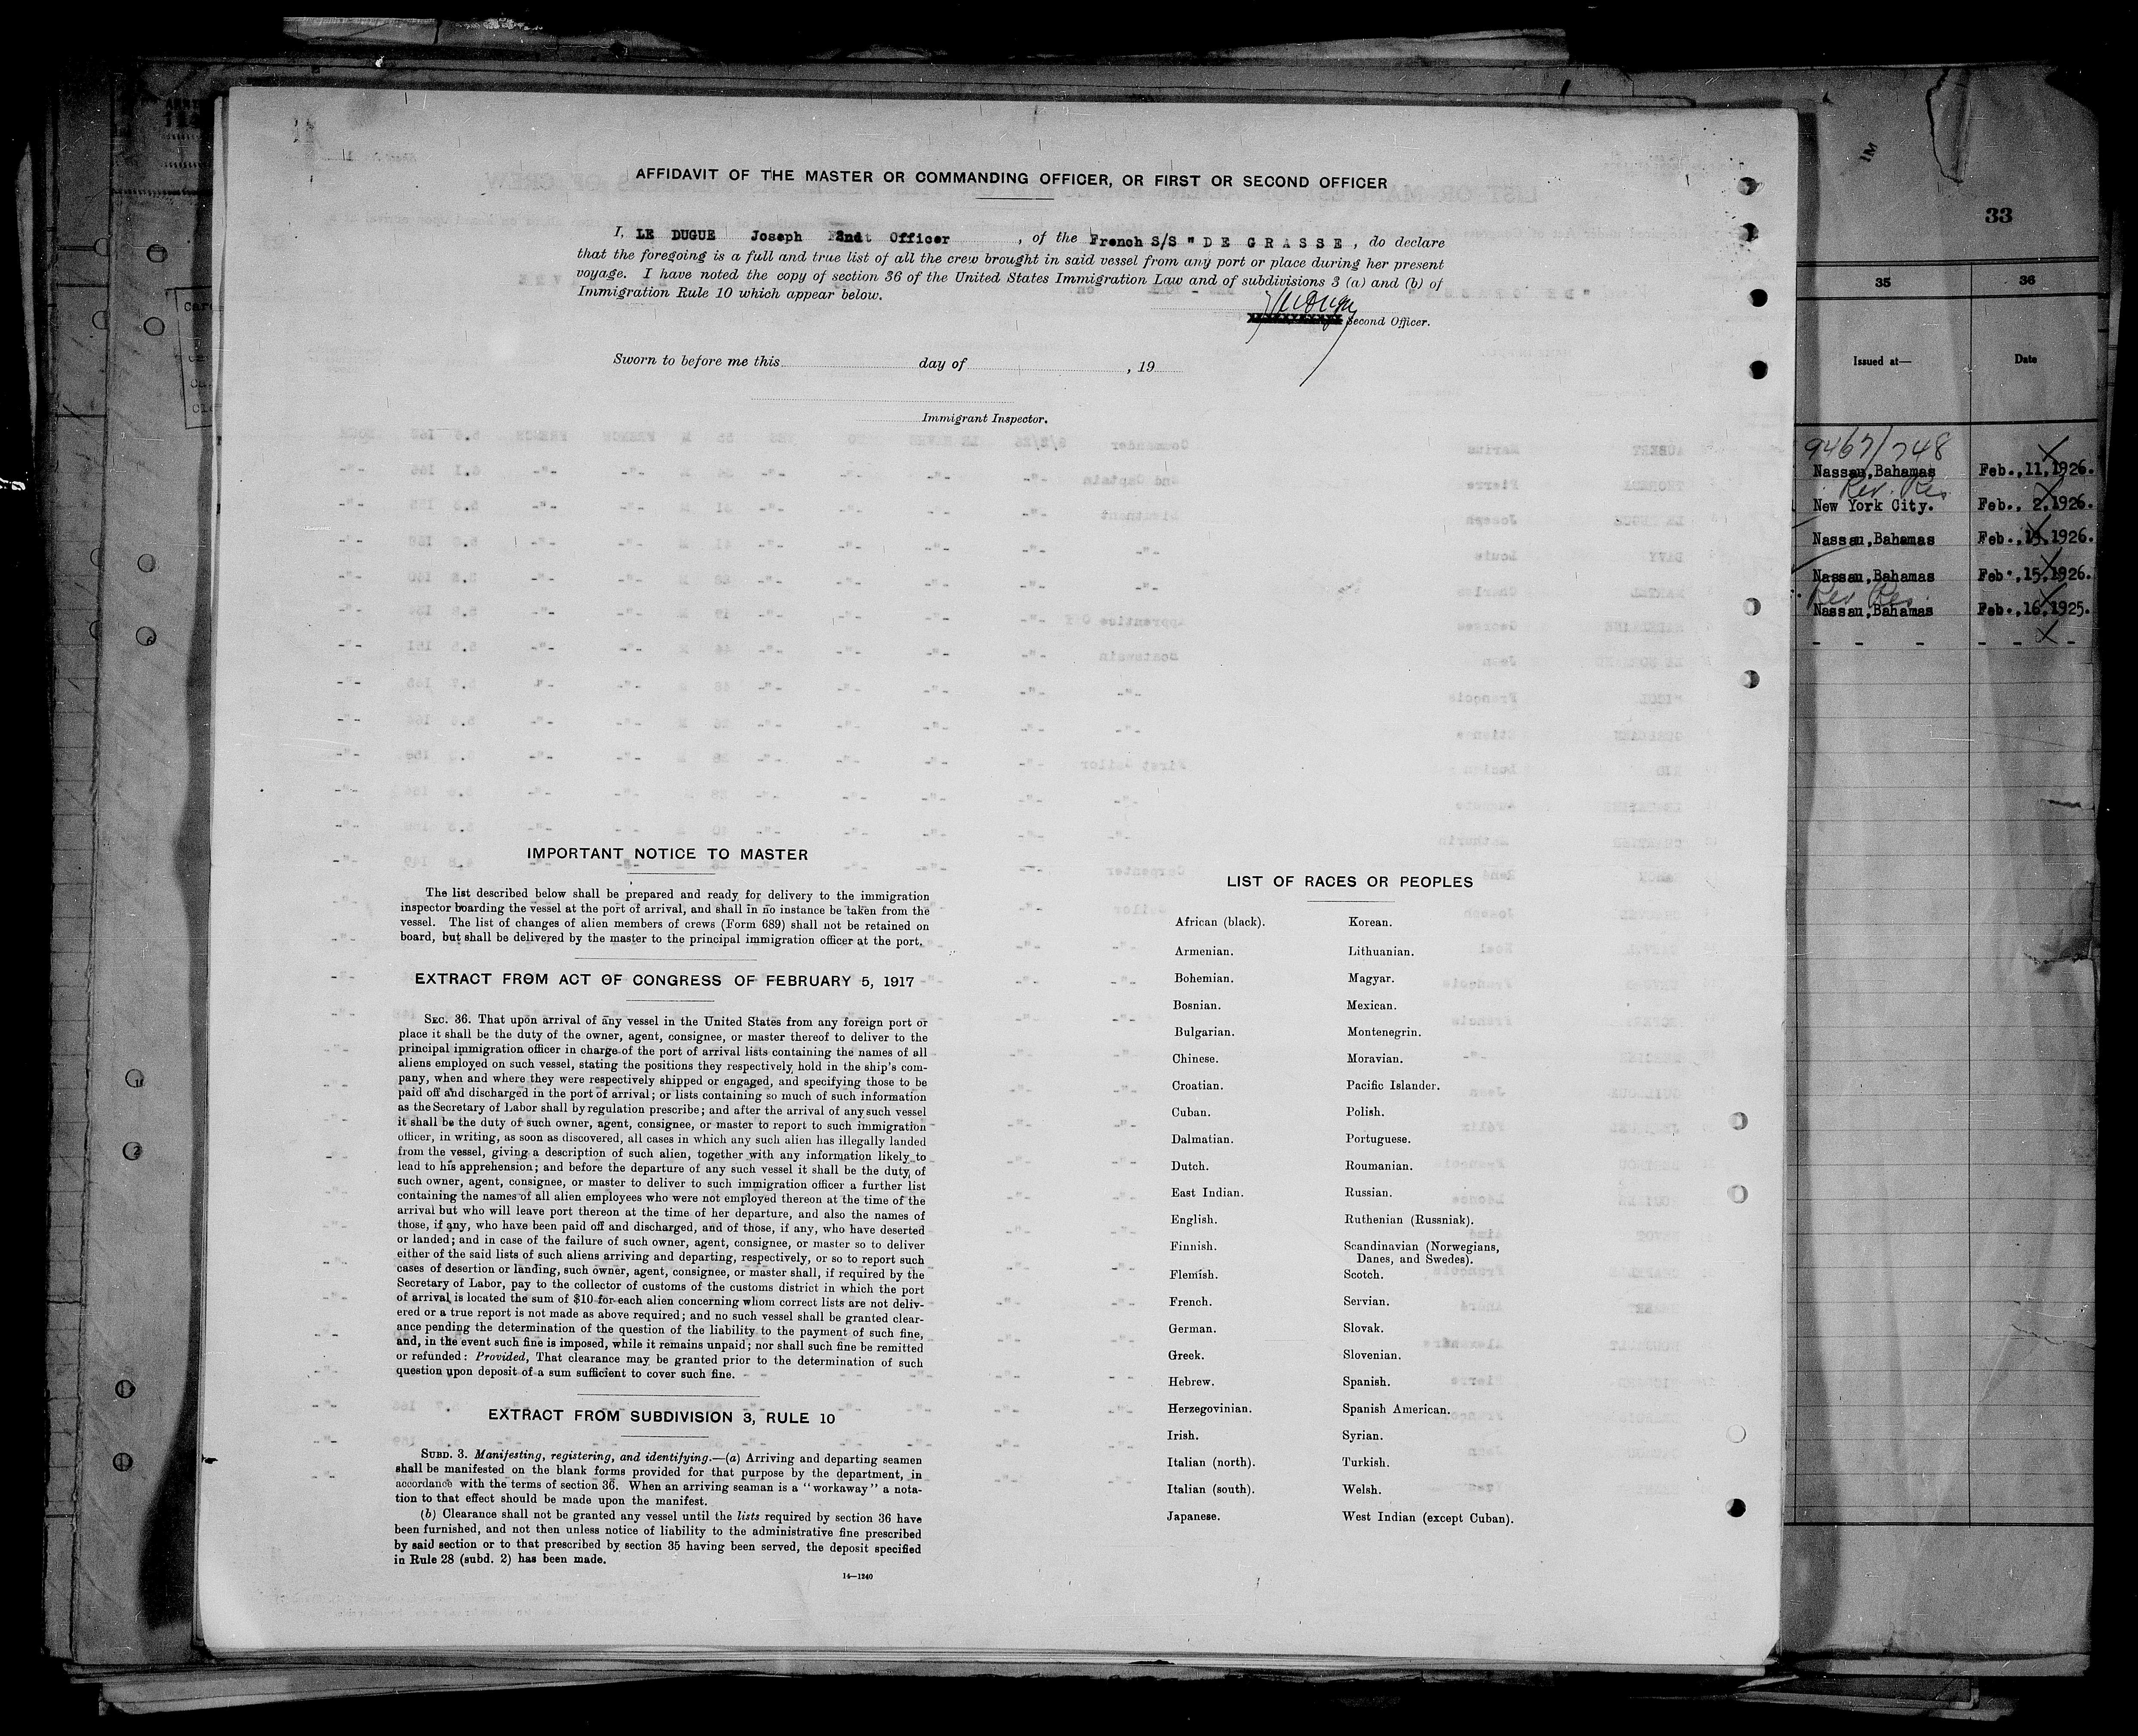 AFFIDAVIT OF THE MASTER OR COMMANDING OFFICER, OR FIRST OR SECOND OFFICER
I, LE DUGUE Joseph 2nd Officer, of the French S/S " D E G R A S S E , do declare
that the foregoing is a full and true list of all the crew brought in said vessel from any port or place during her present
voyage. I have noted the copy of section 36 of the United States Immigration Law and of subdivisions 3 (a) and (b) of
Immigration Rule 10 which appear below.
Second Officer.
Sworn to before me this day of , 19
Immigrant Inspector.
IMPORTANT NOTICE TO MASTER
The list described below shall be prepared and ready for delivery to the immigration
inspector boarding the vessel at the port of arrival, and shall in no instance be taken from the
vessel. The list of changes of alien members of crews (Form 689) shall not be retained on
board, but shall be delivered by the master to the principal immigration officer at the port.
EXTRACT FROM ACT OF CONGRESS OF FEBRUARY 5, 1917
SEC. 36. That upon arrival of any vessel in the United States from any foreign port or
place it shall be the duty of the owner, agent, consignee, or master thereof to deliver to the
principal immigration officer in charge of the port of arrival lists containing the names of all
aliens employed on such vessel, stating the positions they respectively hold in the ship's com-
pany, when and where they were respectively shipped or engaged, and specifying those to be
paid off and discharged in the port of arrival; or lists containing so much of such information
as the Secretary of Labor shall by regulation prescribe; and after the arrival of any such vessel
it shall be the duty of such owner, agent, consignee, or master to report to such immigration
officer, in writing, as soon as discovered, all cases in which any such alien has illegally landed
from the vessel, giving a description of such alien, together with any information likely to
lead to his apprehension; and before the departure of any such vessel it shall be the duty of
such owner, agent, consignee, or master to deliver to such immigration officer a further list
containing the names of all alien employees who were not employed thereon at the time of the
arrival but who will leave port thereon at the time of her departure, and also the names of
those, if any, who have been paid off and discharged, and of those, if any, who have deserted
or landed; and in case of the failure of such owner, agent, consignee, or master so to deliver
either of the said lists of such aliens arriving and departing, respectively, or so to report such
cases of desertion or landing, such owner, agent, consignee, or master shall, if required by the
Secretary of Labor, pay to the collector of customs of the customs district in which the port
of arrival is located the sum of $10 for each alien concerning whom correct lists are not deliv-
ered or a true report is not made as above required; and no such vessel shall be granted clear-
ance pending the determination of the question of the liability to the payment of such fine,
and, in the event such fine is imposed, while it remains unpaid; nor shall such fine be remitted
or refunded: Provided, That clearance may be granted prior to the determination of such
question upon deposit of a sum sufficient to cover such fine.
EXTRACT FROM SUBDIVISION 3, RULE 10
SUBD. 3. Manifesting, registering, and identifying.—(a) Arriving and departing seamen
shall be manifested on the blank forms provided for that purpose by the department, in
accordance with the terms of section 36. When an arriving seaman is a "workaway" a nota-
tion to that effect should be made upon the manifest.
(b) Clearance shall not be granted any vessel until the lists required by section 36 have
been furnished, and not then unless notice of liability to the administrative fine prescribed
by said section or to that prescribed by section 35 having been served, the deposit specified
in Rule 28 (subd. 2) has been made.
14—1240
LIST OF RACES OR PEOPLES
African (black). Korean.
Armenian. Lithuanian.
Bohemian. Magyar.
Bosnian. Mexican.
Bulgarian. Montenegrin.
Chinese. Moravian.
Croatian. Pacific Islander.
Cuban. Polish.
Dalmatian. Portuguese.
Dutch. Roumanian.
East Indian. Russian.
English. Ruthenian (Russniak).
Finnish. Scandinavian (Norwegians,
Danes, and Swedes).
Flemish. Scotch.
French. Servian.
German. Slovak.
Greek. Slovenian.
Hebrew. Spanish.
Herzegovinian. Spanish American.
Irish. Syrian.
Italian (north). Turkish.
Italian (south). Welsh.
Japanese. West Indian (except Cuban).
33
35 36
Issued at— Date
9467/748
Nassau,Bahamas Feb.,11,1926.
New York City. Feb., 2,1926.
Nassau,Bahamas Feb., ,1926.
Nassau,Bahamas Feb.,15,1926.
Nassau,Bahamas Feb.,16,1925.